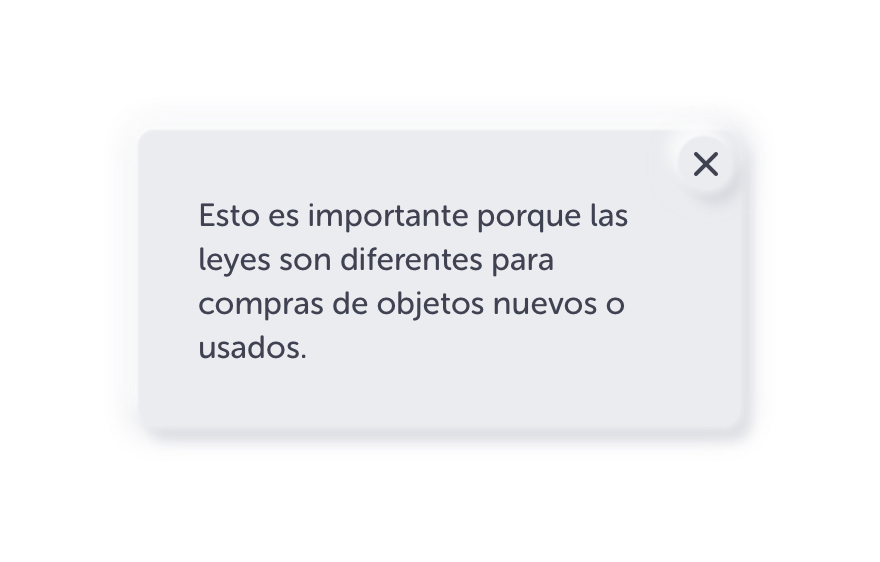 Esto es importante porque las
leyes son diferentes para
compras de objetos nuevos o
usados.